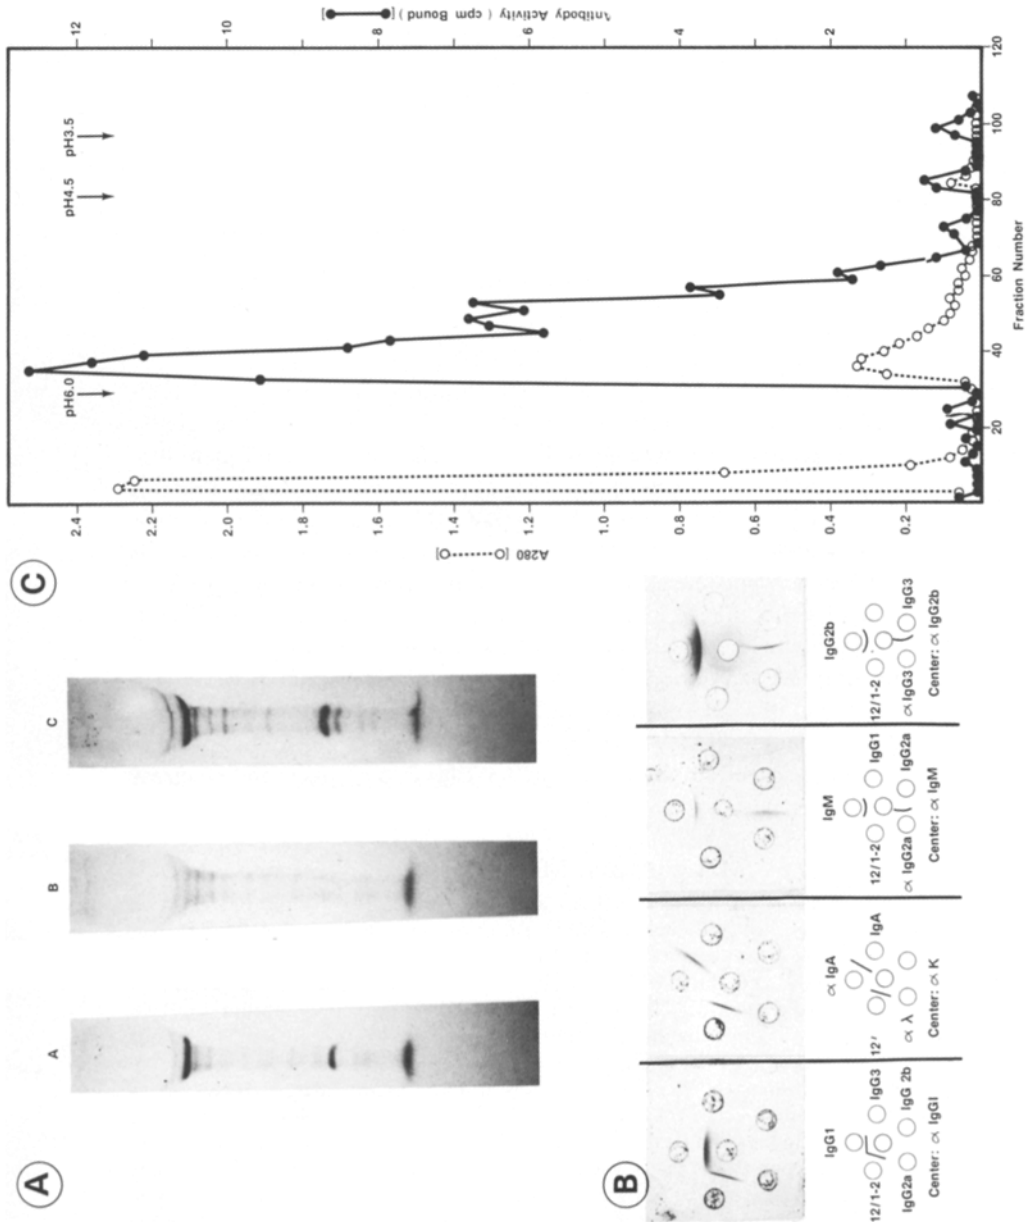 A
A
B
C
B
IgG1
12/1-2
IgG3
IgG2a
IgG 2b
Center: α IgGI
α IgA
12'
IgA
α λ
Center: α K
IgM
12/1-2
IgG1
α IgG2a
IgG2a
Center: α IgM
IgG2b
12/1-2
α IgG3
IgG3
Center: α IgG2b
C
A280 [O------O]
2.4
2.2
2.0
1.8
1.6
1.4
1.2
1.0
0.8
0.6
0.4
0.2
pH6.0
pH4.5
pH3.5
20
40
60
80
100
120
Fraction Number
12
10
8
6
4
2
Antibody Activity ( cpm Bound ) [●——●]